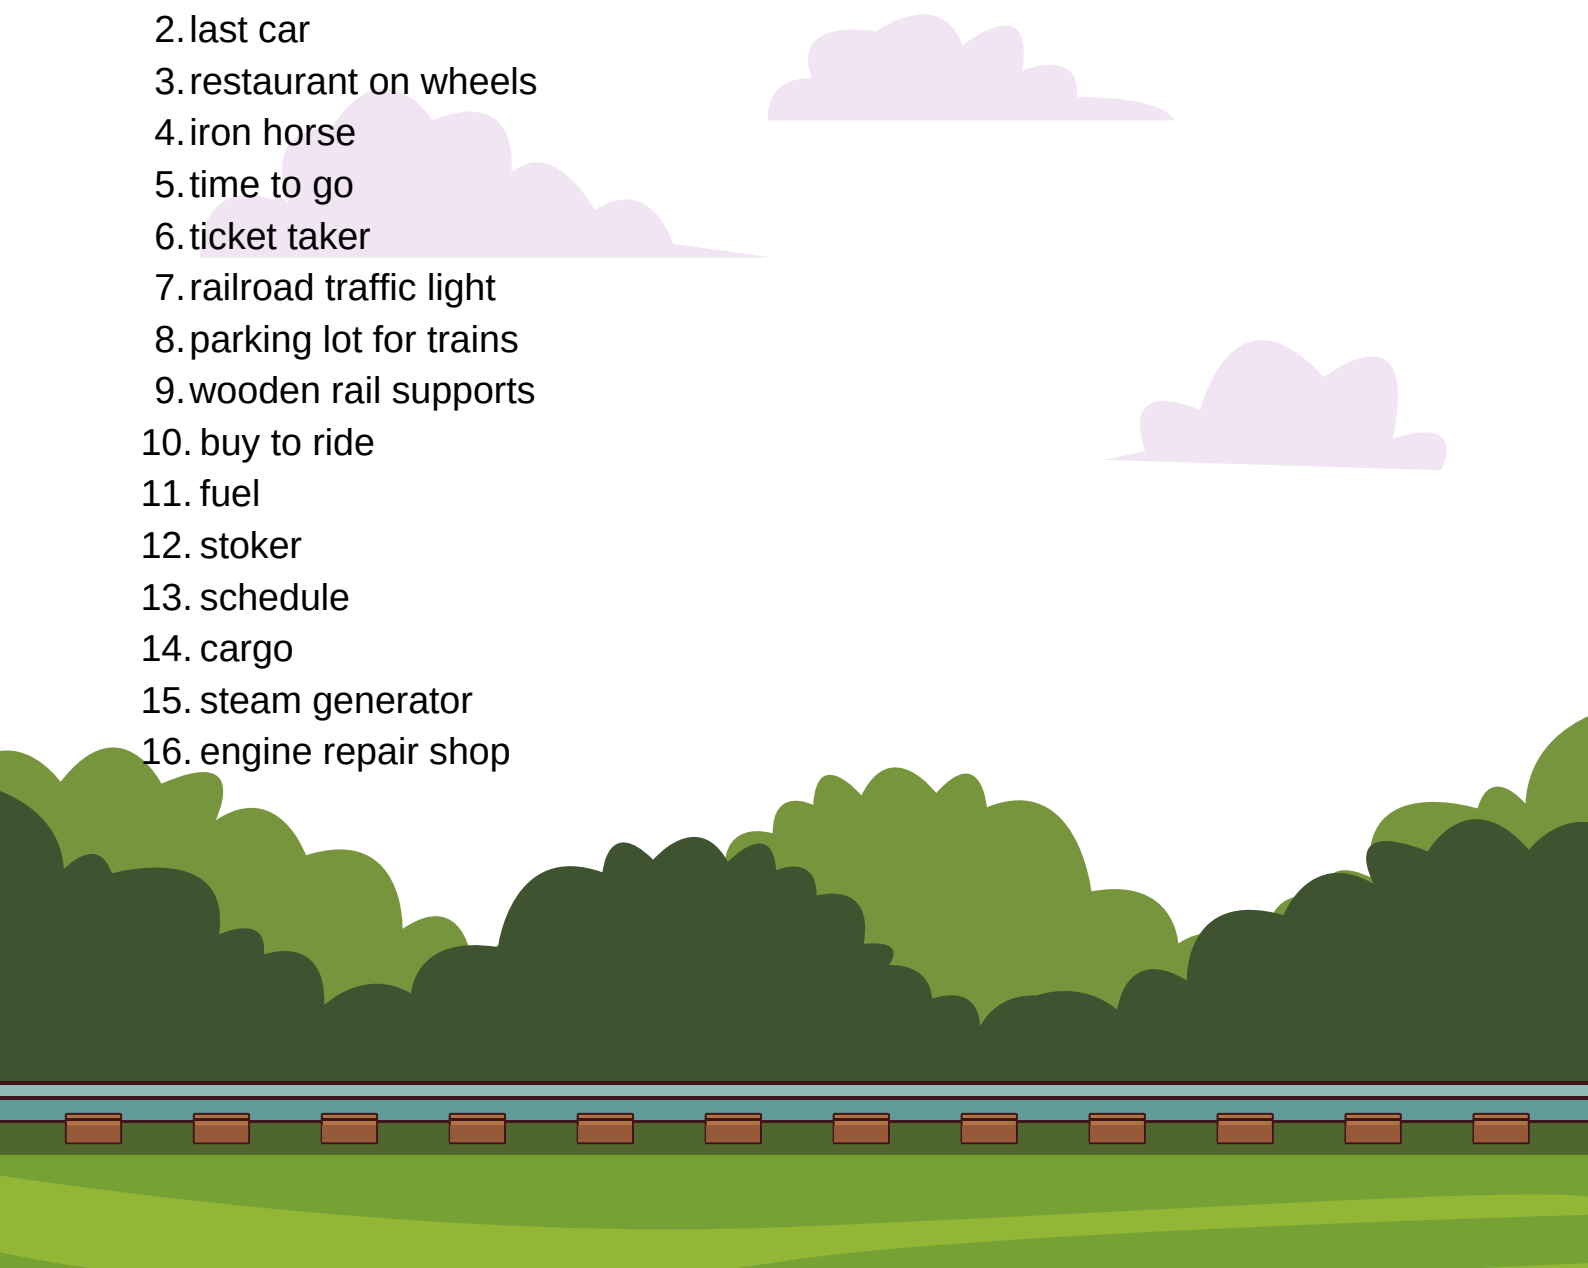 2. last car
3. restaurant on wheels
4. iron horse
5. time to go
6. ticket taker
7. railroad traffic light
8. parking lot for trains
9. wooden rail supports
10. buy to ride
11. fuel
12. stoker
13. schedule
14. cargo
15. steam generator
16. engine repair shop